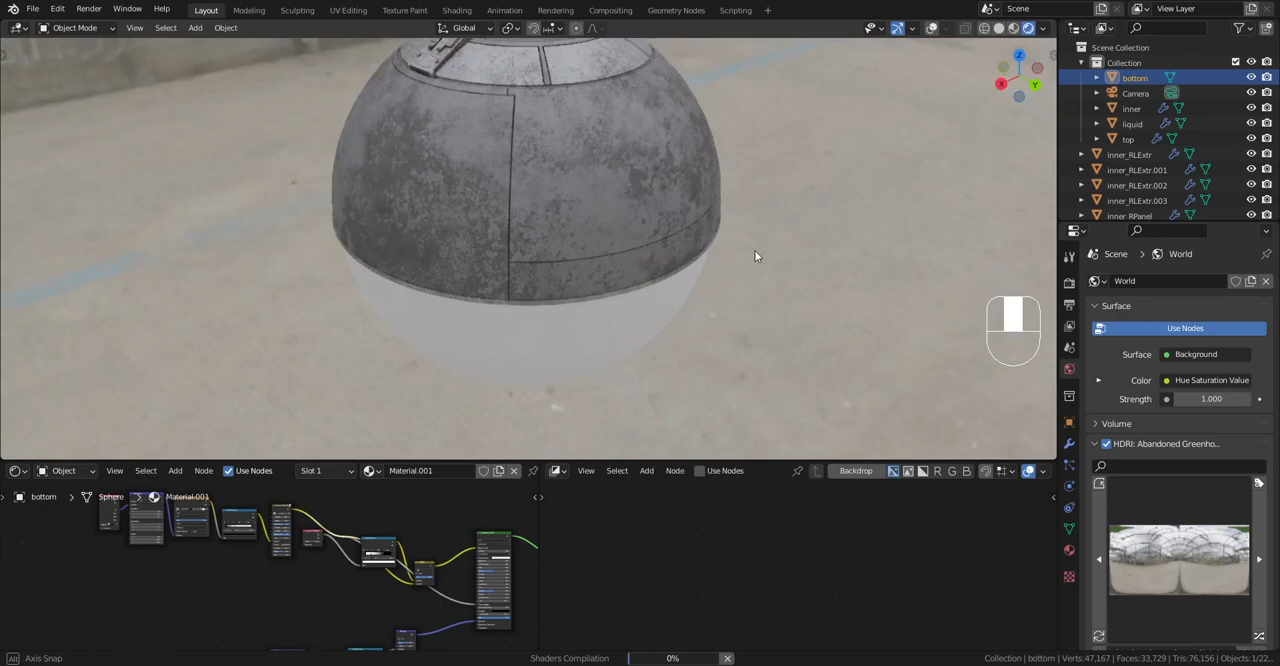 File Edit Render Window Help Layout Modeling Sculpting UV Editing Texture Paint Shading Animation Rendering Compositing Geometry Nodes Scripting Scene View Layer
Object Mode View Select Add Object Global
Scene Collection
Collection
bottom
Camera
inner
liquid
top
inner_RLExtr
inner_RLExtr.001
inner_RLExtr.002
inner_RLExtr.003
inner_RPanel
Z
X
Y
Scene World
World
Surface
Use Nodes
Surface Background
Color Hue Saturation Value
Strength 1.000
Volume
HDRI: Abandoned Greenho...
Object View Select Add Node Use Nodes Slot 1 Material.001
bottom Sphere Material.001
View Select Add Node Use Nodes Backdrop R G B
Alt Axis Snap Shaders Compilation 0% Collection | bottom | Verts:47,167 | Faces:33,729 | Tris:76,156 | Objects:1/22